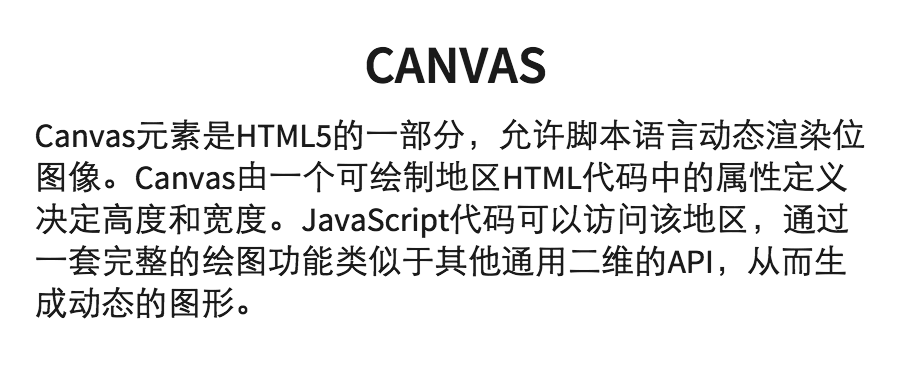 CANVAS
Canvas元素是HTML5的一部分，允许脚本语言动态渲染位
图像。Canvas由一个可绘制地区HTML代码中的属性定义
决定高度和宽度。JavaScript代码可以访问该地区，通过
一套完整的绘图功能类似于其他通用二维的API，从而生
成动态的图形。